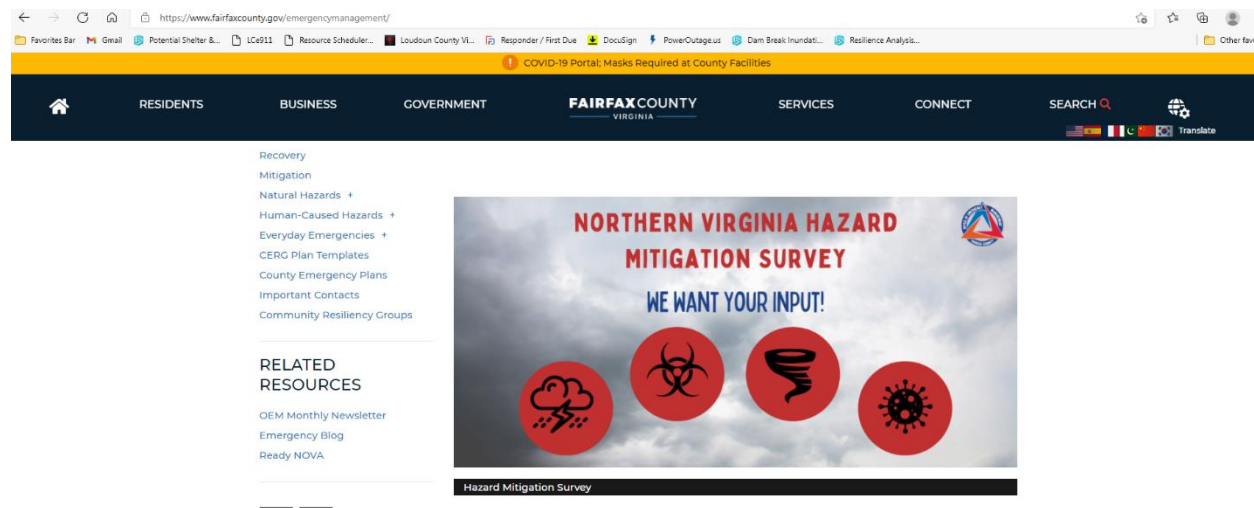 https://www.fairfaxcounty.gov/emergencymanagement/
Favorites Bar Gmail Potential Shelter &... LCe911 Resource Scheduler... Loudoun County Vi... Responder / First Due DocuSign PowerOutage.us Dam Break Inundati... Resilience Analysis... Other fav
COVID-19 Portal; Masks Required at County Facilities
RESIDENTS BUSINESS GOVERNMENT FAIRFAX COUNTY SERVICES CONNECT SEARCH
VIRGINIA
Translate
Recovery
Mitigation
Natural Hazards +
Human-Caused Hazards +
Everyday Emergencies +
CERG Plan Templates
County Emergency Plans
Important Contacts
Community Resiliency Groups
RELATED
RESOURCES
OEM Monthly Newsletter
Emergency Blog
Ready NOVA
NORTHERN VIRGINIA HAZARD
MITIGATION SURVEY
WE WANT YOUR INPUT!
Hazard Mitigation Survey